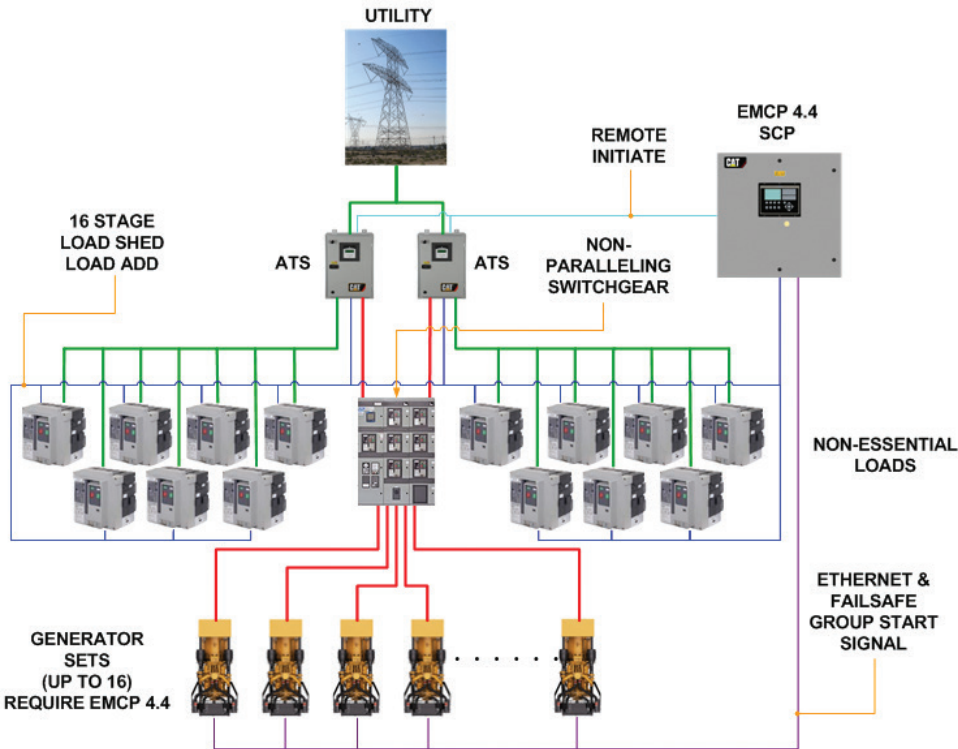 UTILITY
EMCP 4.4
SCP
REMOTE
INITIATE
CAT
16 STAGE
LOAD SHED
LOAD ADD
ATS
ATS
NON-
PARALLELING
SWITCHGEAR
CAT
CAT
NON-ESSENTIAL
LOADS
ETHERNET &
FAILSAFE
GROUP START
SIGNAL
GENERATOR
SETS
(UP TO 16)
REQUIRE EMCP 4.4